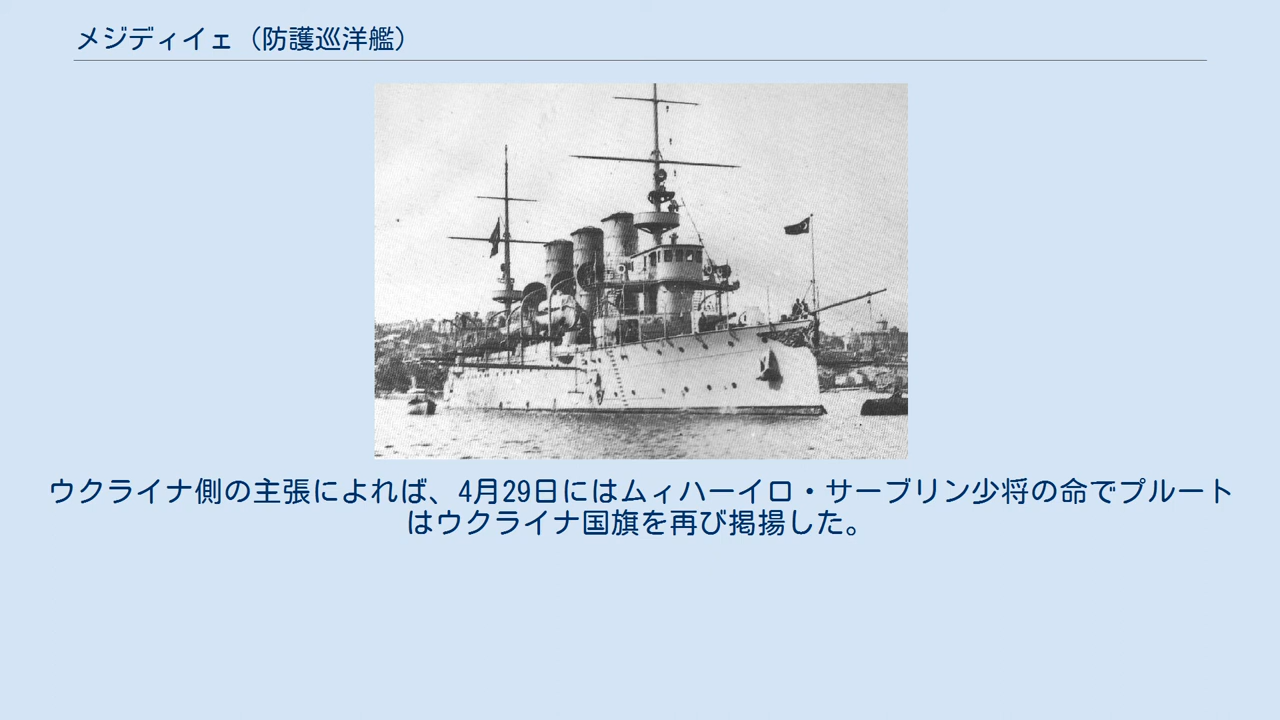 メジディイェ（防護巡洋艦）
ウクライナ側の主張によれば、4月29日にはムィハーイロ・サーブリン少将の命でプルート
はウクライナ国旗を再び掲揚した。